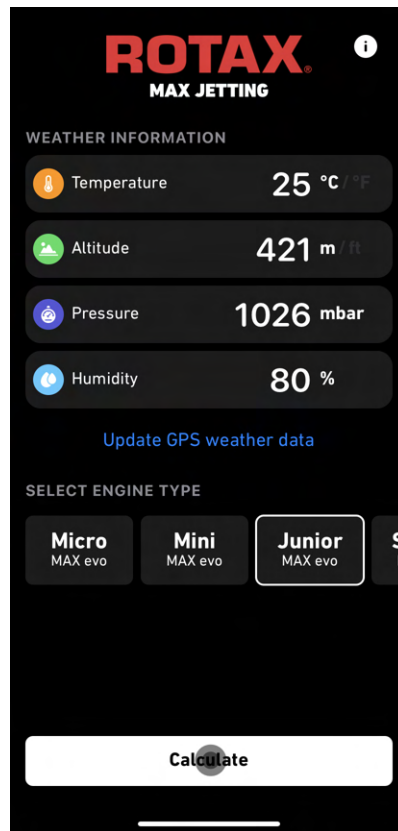 ROTAX®
MAX JETTING
i
WEATHER INFORMATION
Temperature 25 °C / °F
Altitude 421 m / ft
Pressure 1026 mbar
Humidity 80 %
Update GPS weather data
SELECT ENGINE TYPE
Micro Mini Junior S
MAX evo MAX evo MAX evo
Calculate